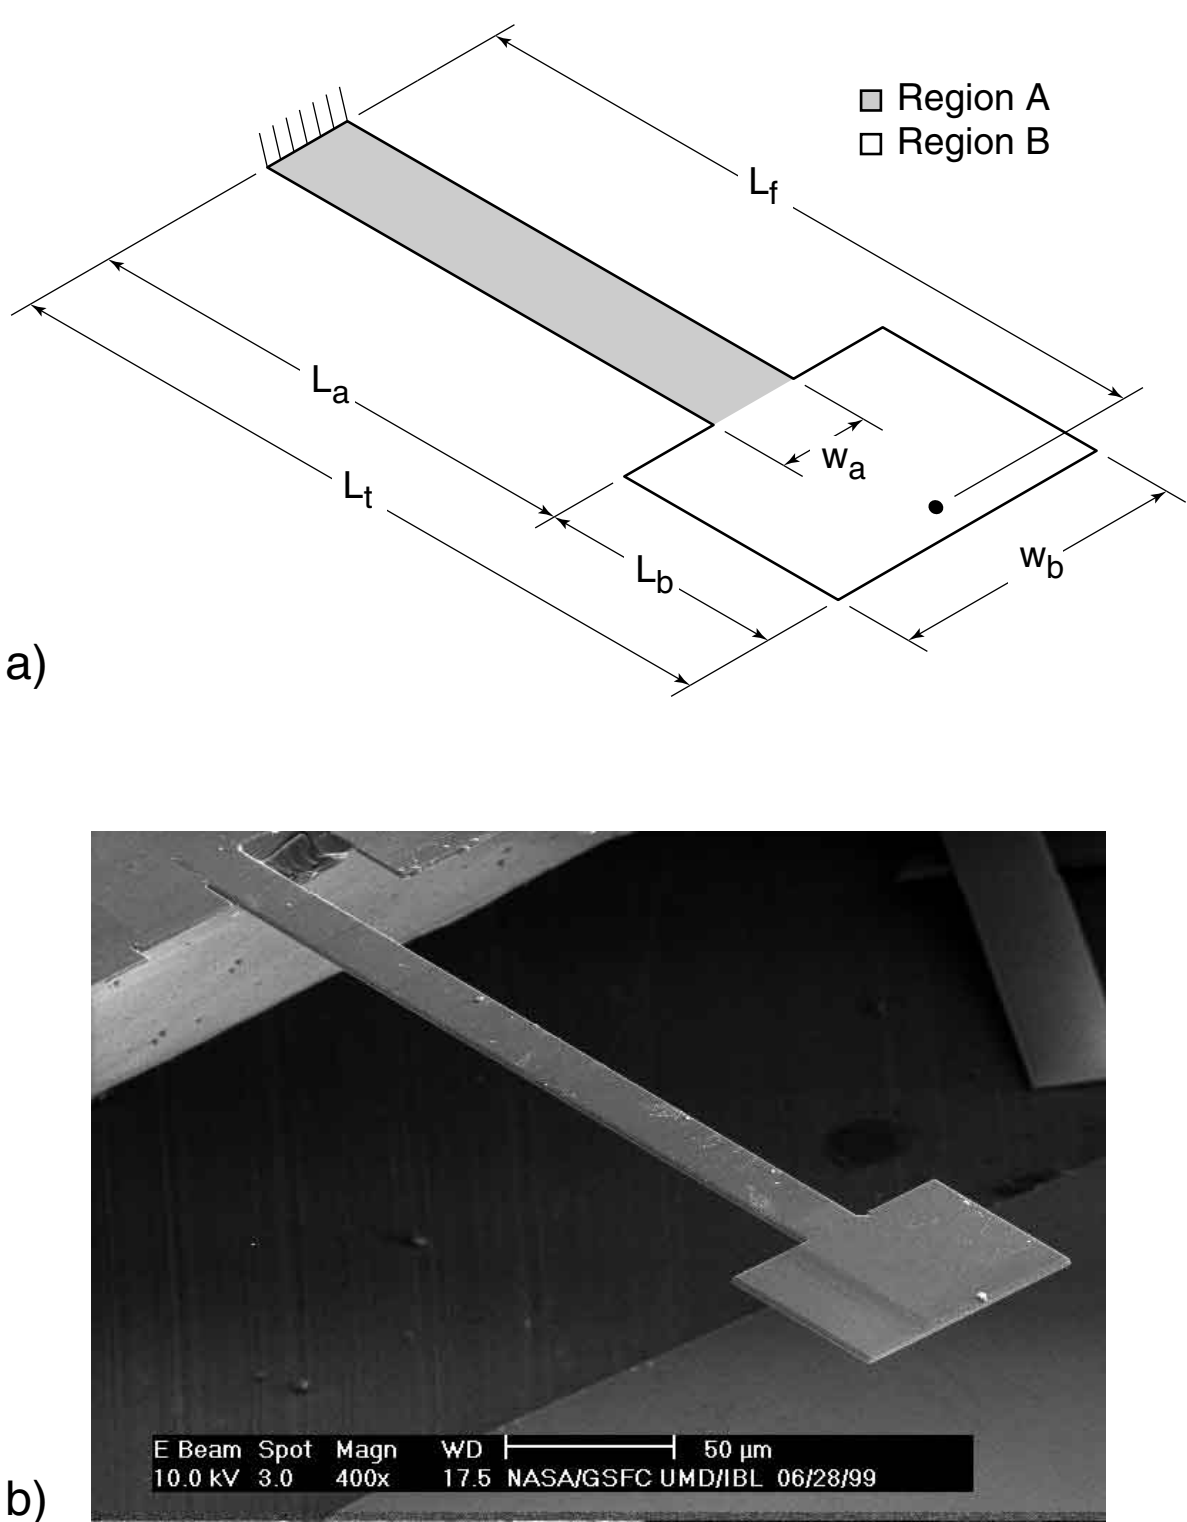 Region A
Region B
Lf
La
wa
Lt
Lb
wb
a)
E Beam Spot Magn WD 50 µm
10.0 kV 3.0 400x 17.5 NASA/GSFC UMD/IBL 06/28/99
b)